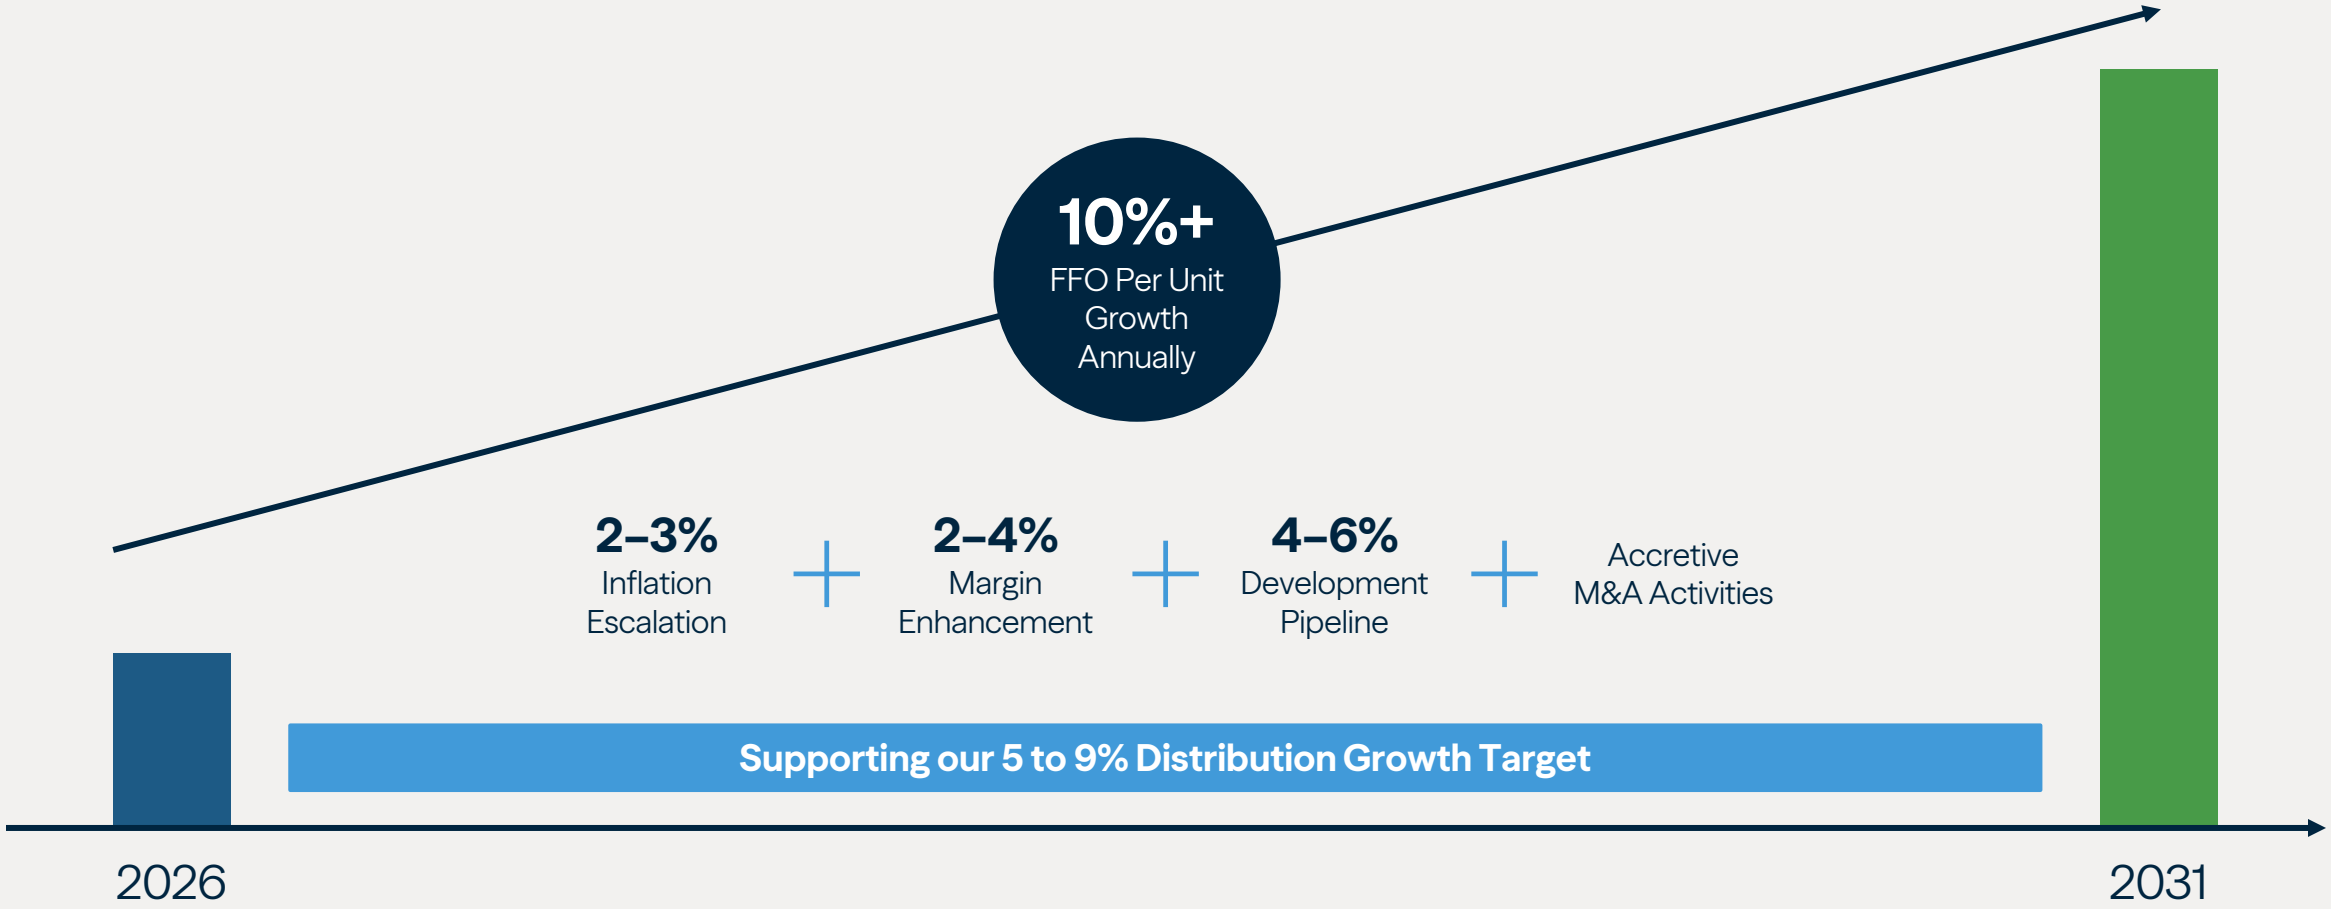 10%+
FFO Per Unit
Growth
Annually
2–3%
Inflation
Escalation
2–4%
Margin
Enhancement
4–6%
Development
Pipeline
Accretive
M&A Activities
Supporting our 5 to 9% Distribution Growth Target
2026
2031